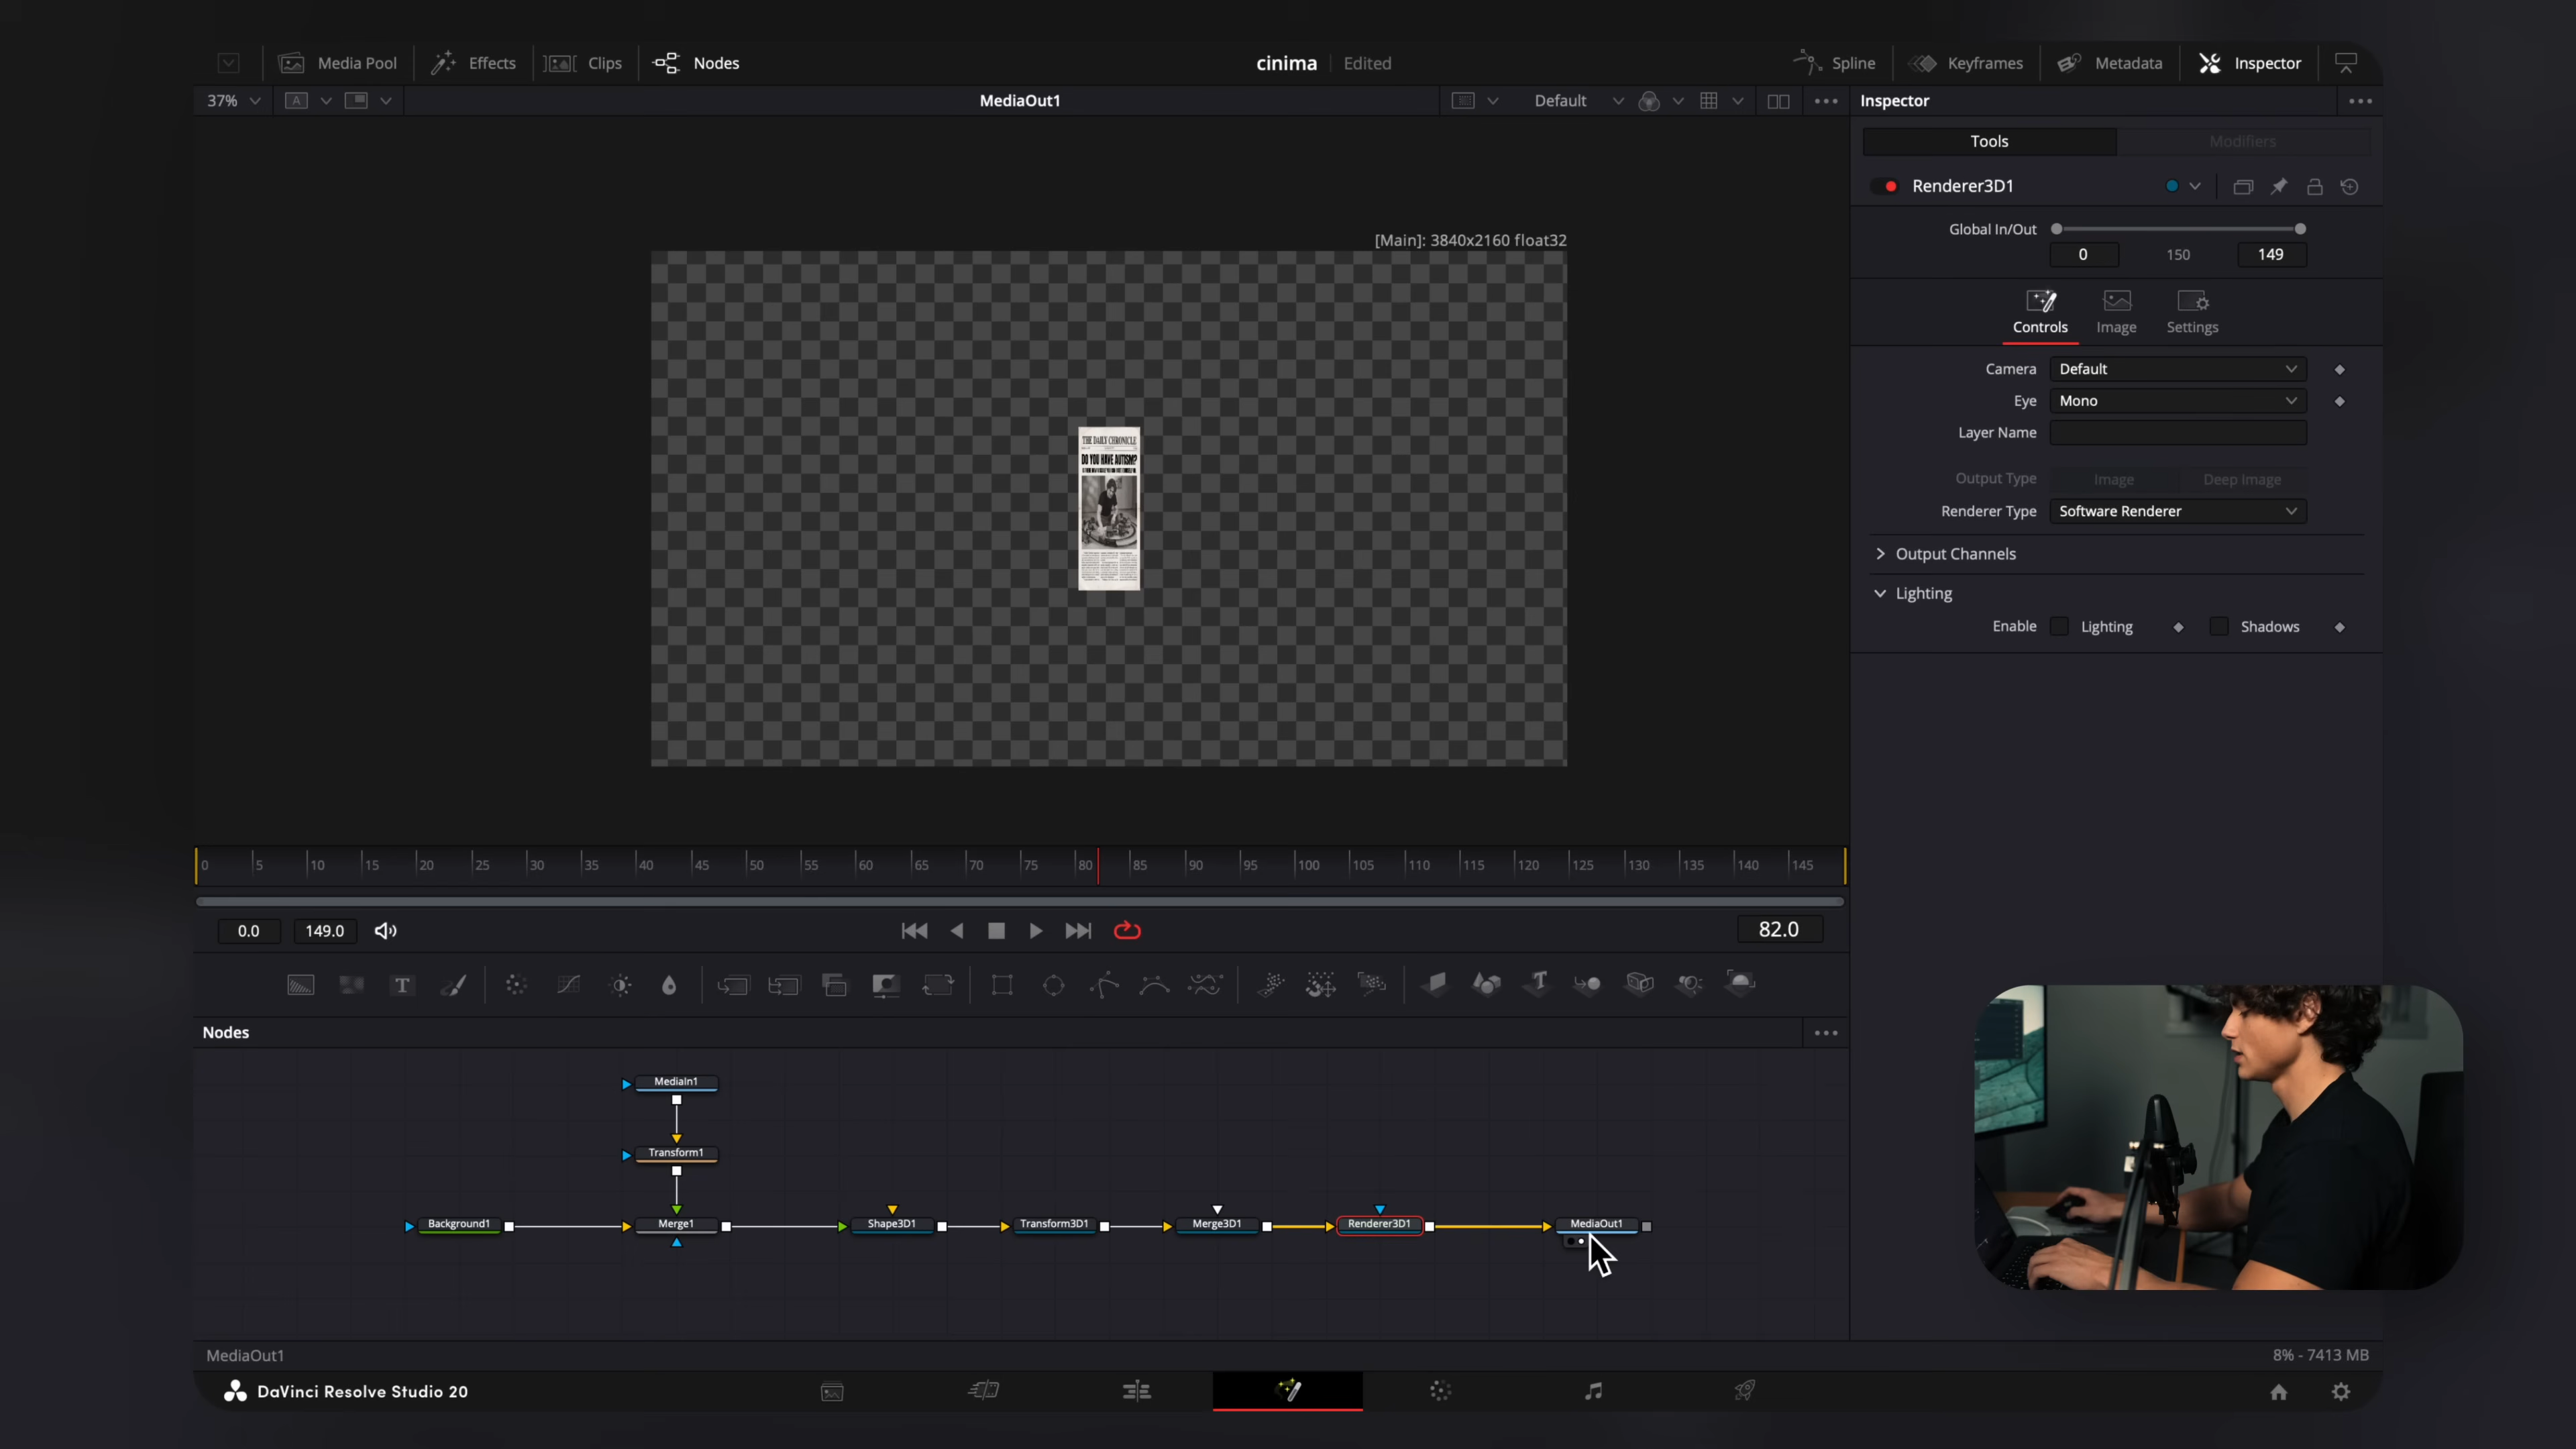 Media Pool Effects Clips Nodes cinima Edited Spline Keyframes Metadata Inspector
37% A MediaOut1 Default Inspector
Tools Modifiers
Renderer3D1
Global In/Out
0 150 149
Controls Image Settings
Camera Default
Eye Mono
Layer Name
Output Type Image Deep Image
Renderer Type Software Renderer
Output Channels
Lighting
Enable Lighting Shadows
[Main]: 3840x2160 float32
THE DAILY CHRONICLE
DO YOU HAVE AUTISM?
0 5 10 15 20 25 30 35 40 45 50 55 60 65 70 75 80 85 90 95 100 105 110 115 120 125 130 135 140 145
0.0 149.0 82.0
T T
Nodes
MediaIn1
Transform1
Background1 Merge1 Shape3D1 Transform3D1 Merge3D1 Renderer3D1 MediaOut1
MediaOut1 8% - 7413 MB
DaVinci Resolve Studio 20